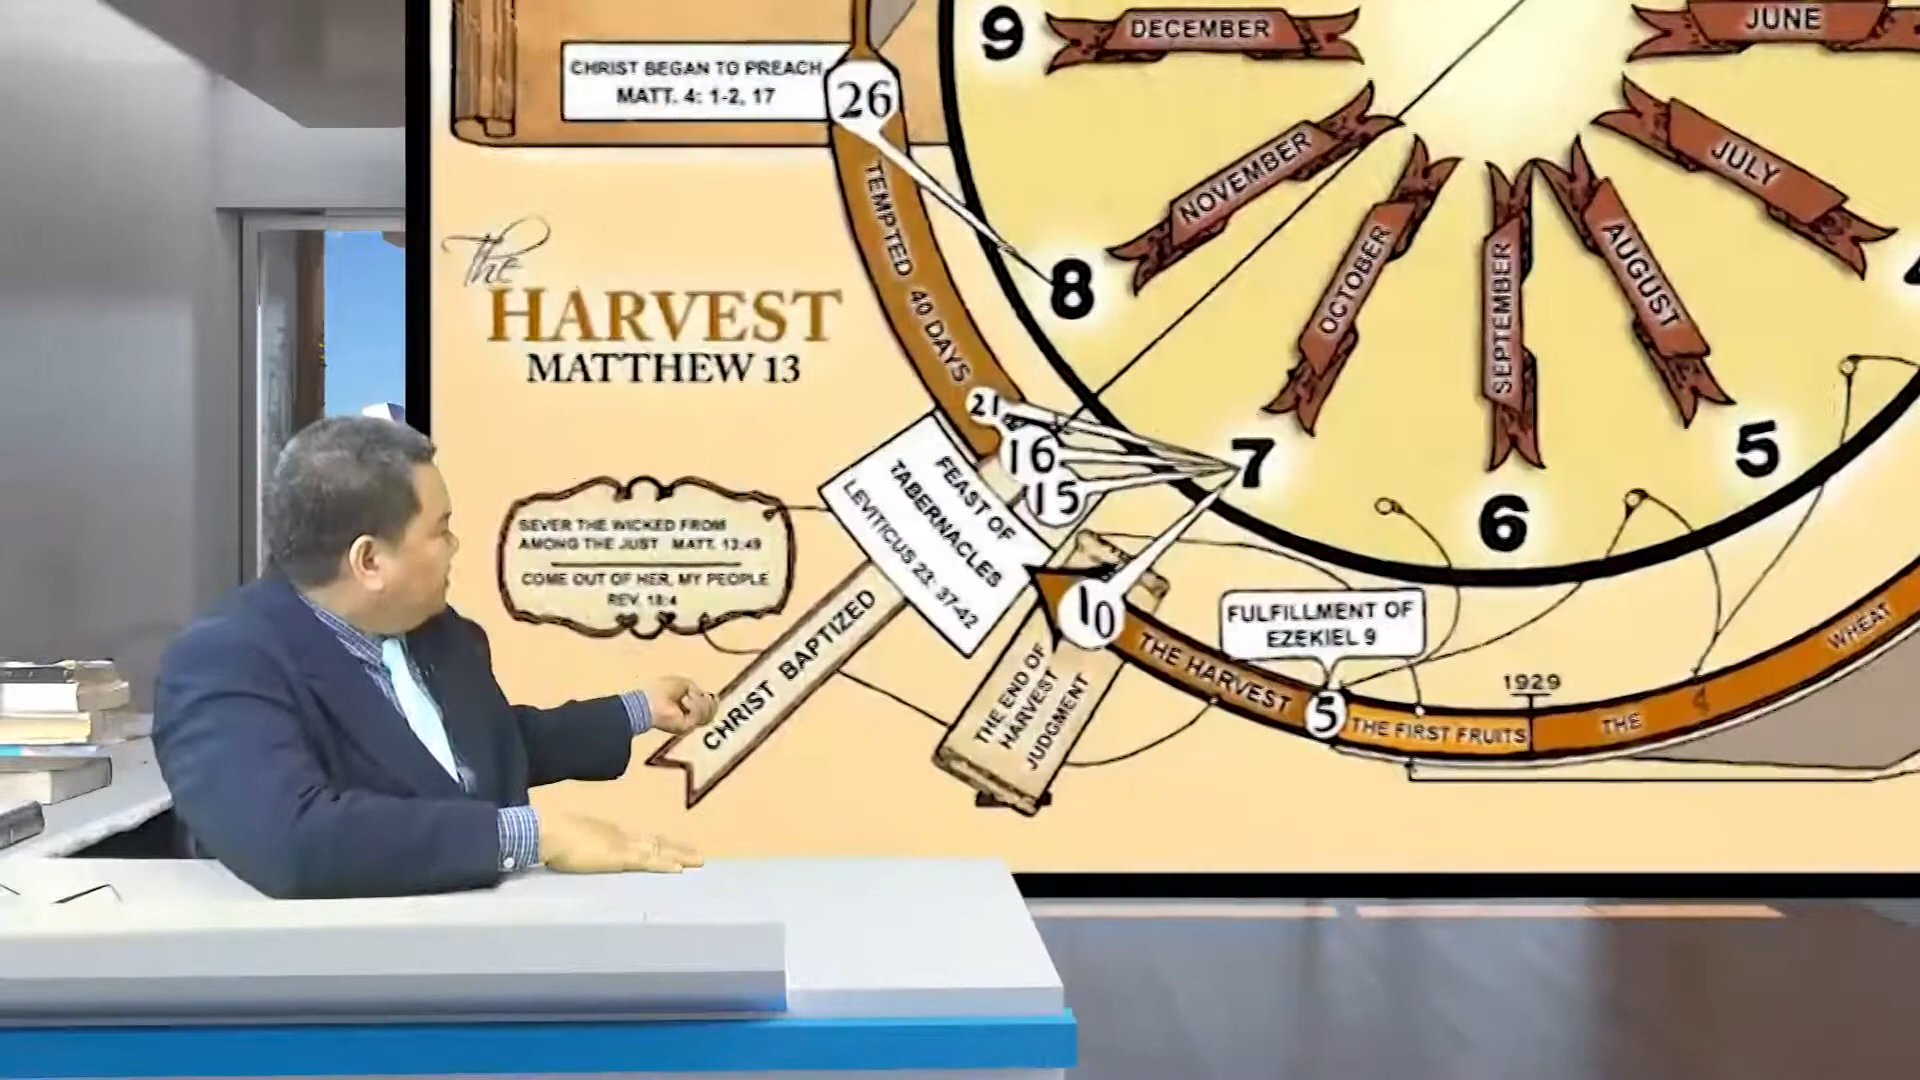 9
DECEMBER
JUNE
CHRIST BEGAN TO PREACH
MATT. 4: 1-2, 17
26
NOVEMBER
JULY
TEMPTED 40 DAYS
OCTOBER
SEPTEMBER
AUGUST
8
The
HARVEST
MATTHEW 13
21
16
15
7
5
6
FEAST OF
TABERNACLES
LEVITICUS 23: 37-42
SEVER THE WICKED FROM
AMONG THE JUST MATT. 13:49
COME OUT OF HER, MY PEOPLE
REV. 18:4
CHRIST BAPTIZED
10
THE END OF
HARVEST
JUDGMENT
FULFILLMENT OF
EZEKIEL 9
THE HARVEST
5
THE FIRST FRUITS
1929
THE
4
WHEAT